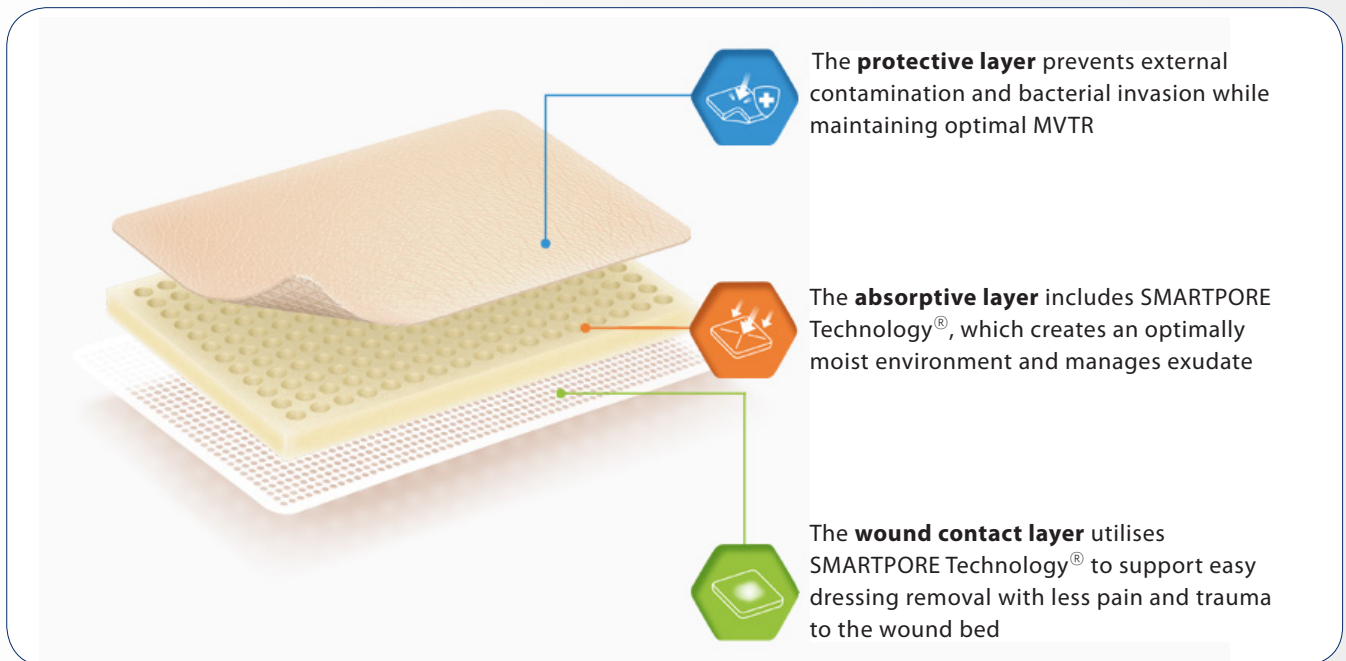 The protective layer prevents external
contamination and bacterial invasion while
maintaining optimal MVTR
The absorptive layer includes SMARTPORE
Technology®, which creates an optimally
moist environment and manages exudate
The wound contact layer utilises
SMARTPORE Technology® to support easy
dressing removal with less pain and trauma
to the wound bed